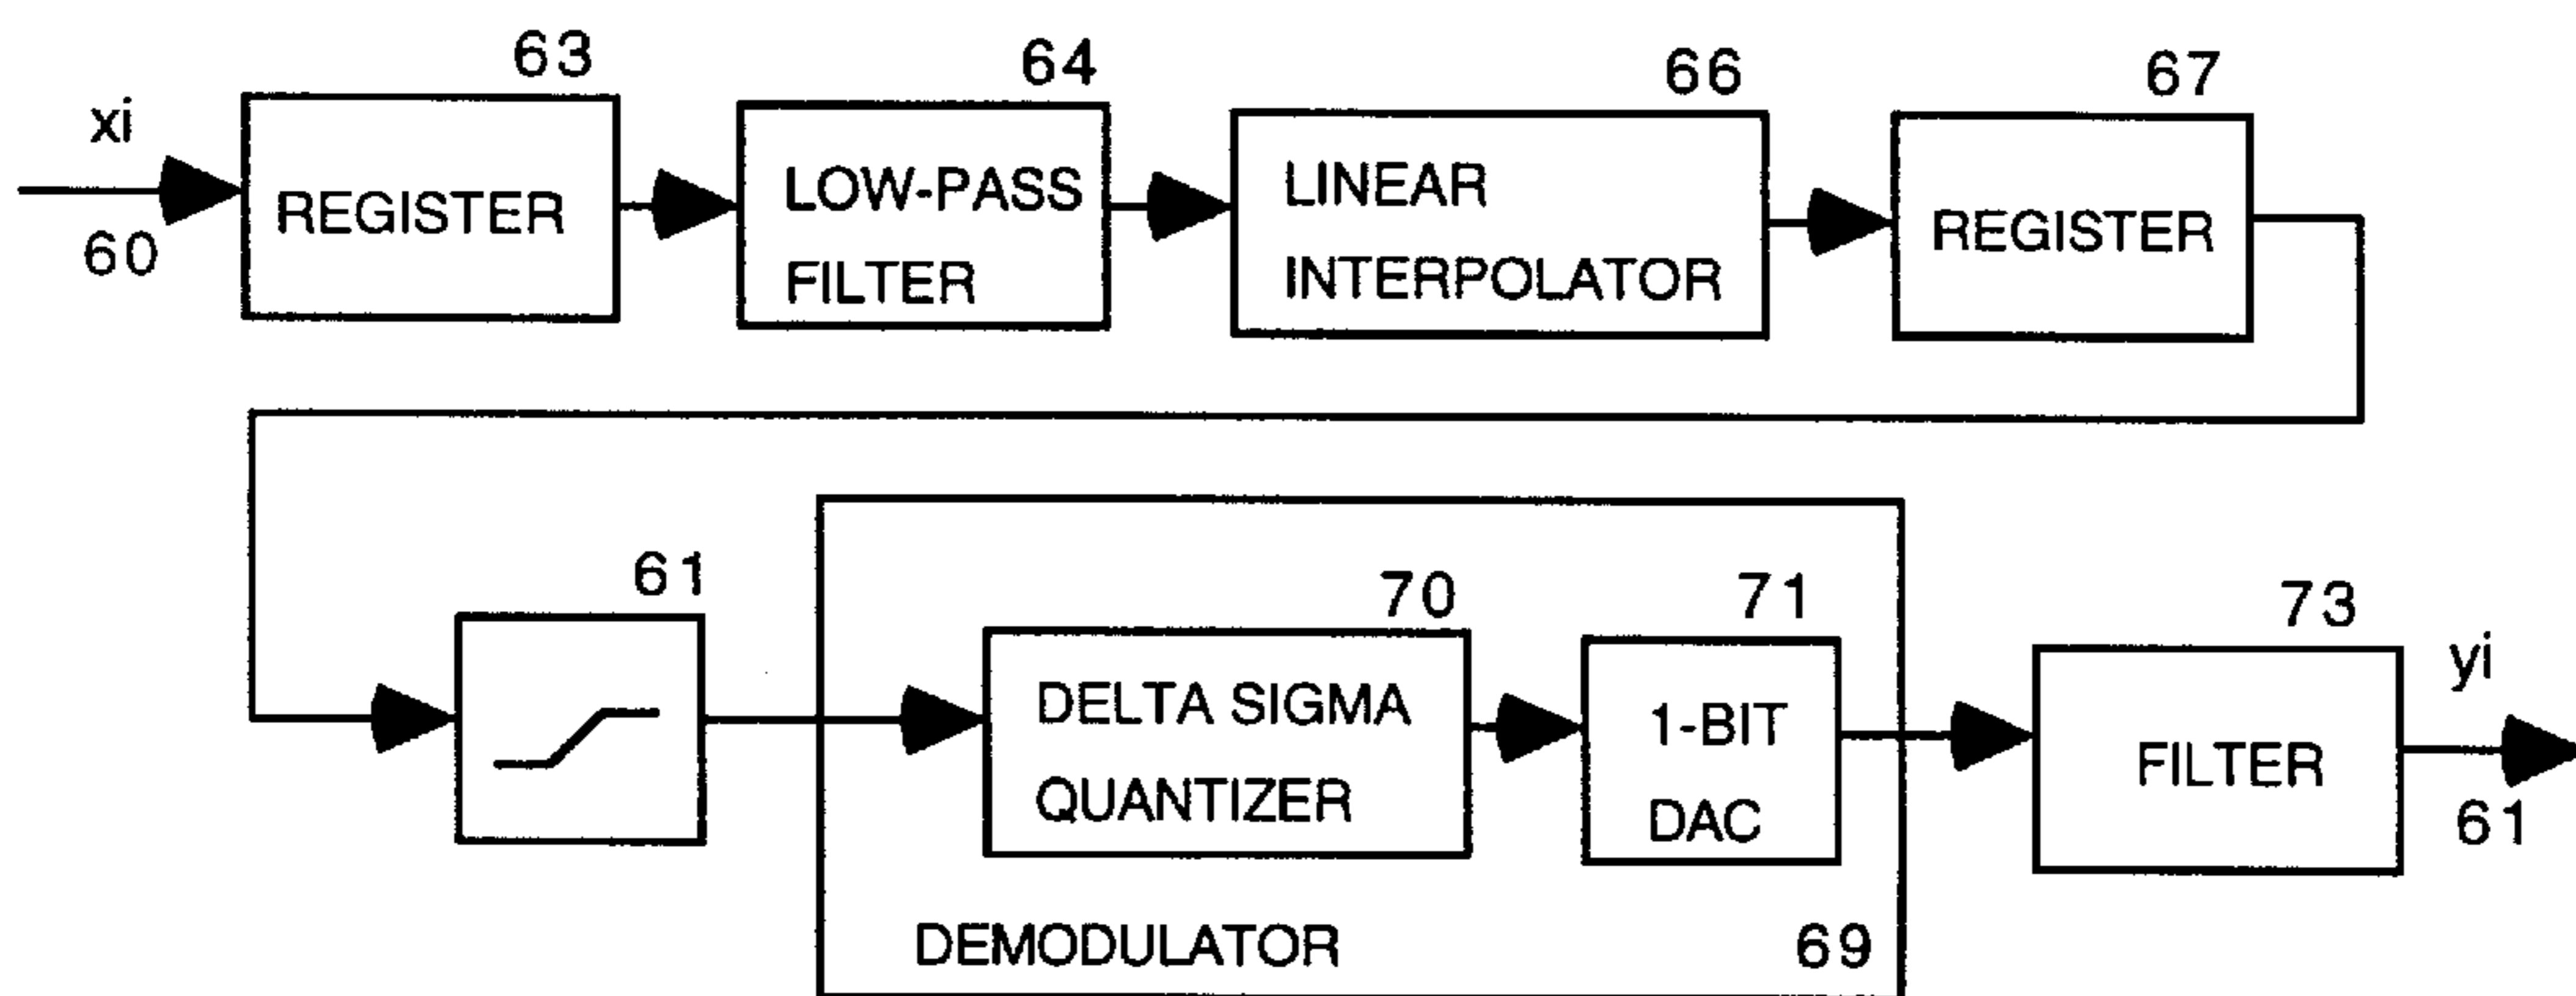 63
64
66
67
xi
REGISTER
LOW-PASS
FILTER
LINEAR
INTERPOLATOR
REGISTER
60
61
70
71
73
yi
DELTA SIGMA
QUANTIZER
1-BIT
DAC
FILTER
61
DEMODULATOR
69